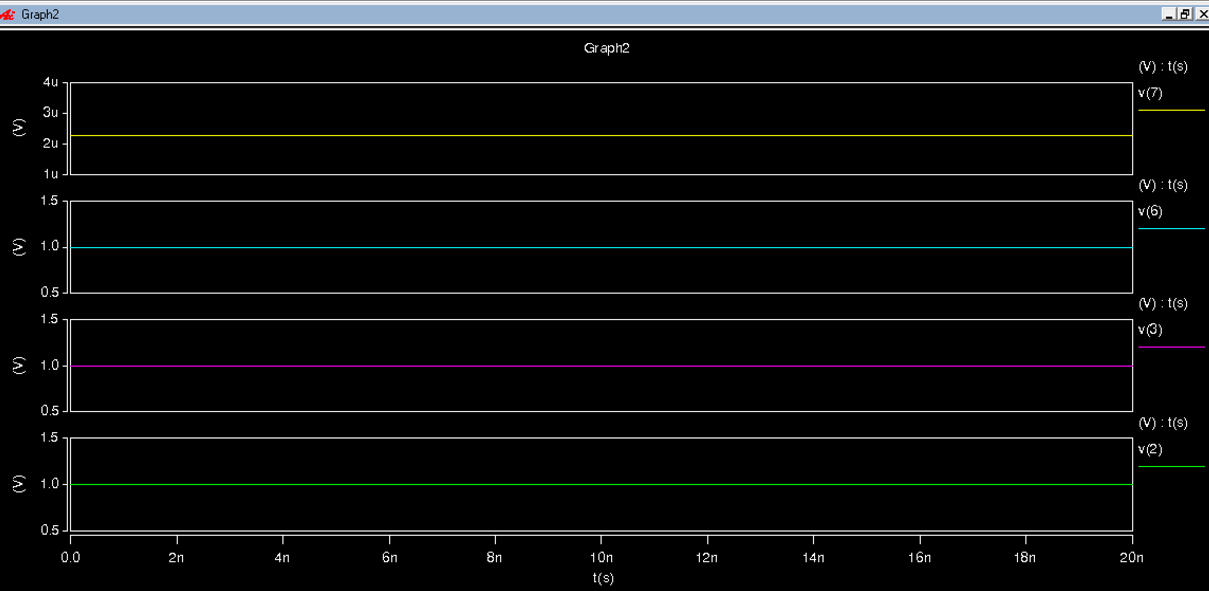 Graph2
Graph2
(V) : t(s)
4u
v(7)
3u
(V)
2u
1u
(V) : t(s)
1.5
v(6)
(V)
1.0
0.5
(V) : t(s)
1.5
v(3)
(V)
1.0
0.5
(V) : t(s)
1.5
v(2)
(V)
1.0
0.5
0.0 2n 4n 6n 8n 10n 12n 14n 16n 18n 20n
t(s)